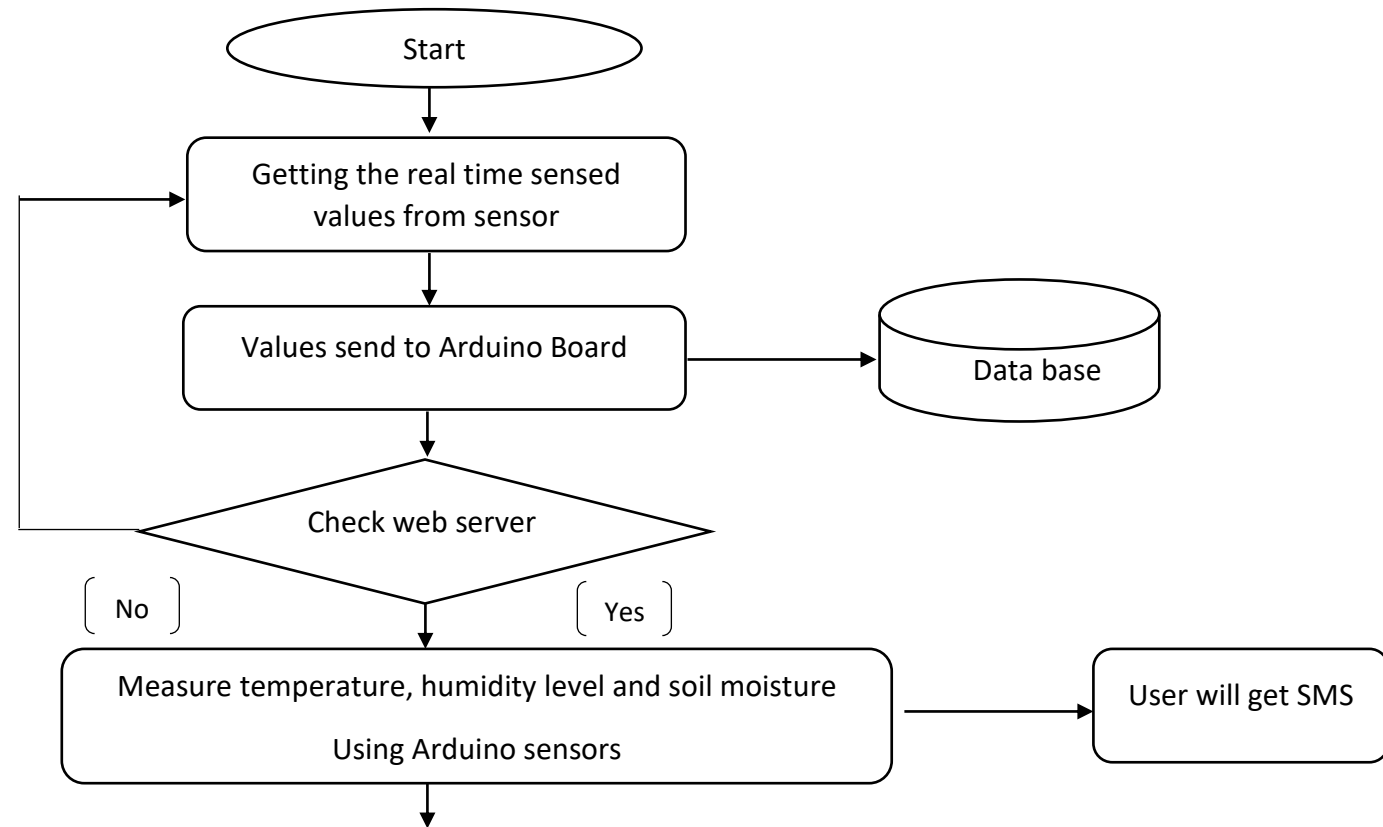 Start
Getting the real time sensed
values from sensor
Values send to Arduino Board
Data base
Check web server
No
Yes
Measure temperature, humidity level and soil moisture
Using Arduino sensors
User will get SMS